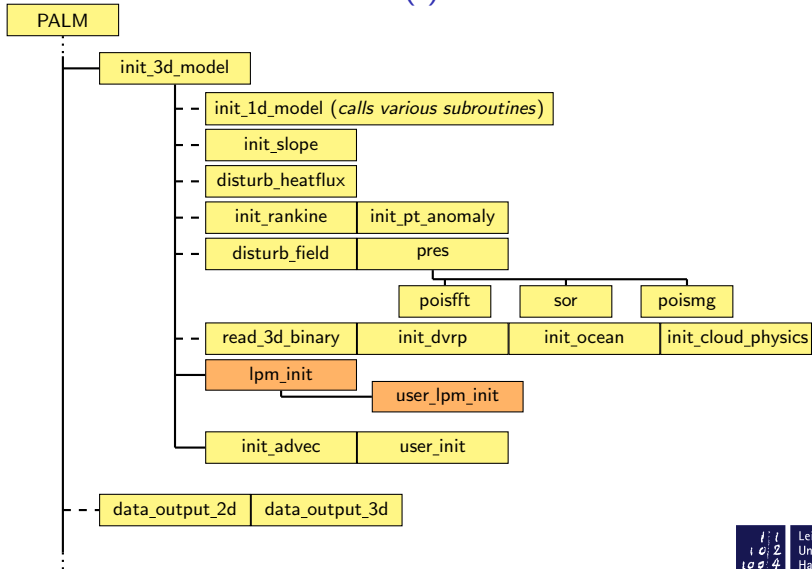 PALM
init_3d_model
init_1d_model (calls various subroutines)
init_slope
disturb_heatflux
init_rankine init_pt_anomaly
disturb_field pres
poisfft sor poismg
read_3d_binary init_dvrp init_ocean init_cloud_physics
lpm_init
user_lpm_init
init_advec user_init
data_output_2d data_output_3d